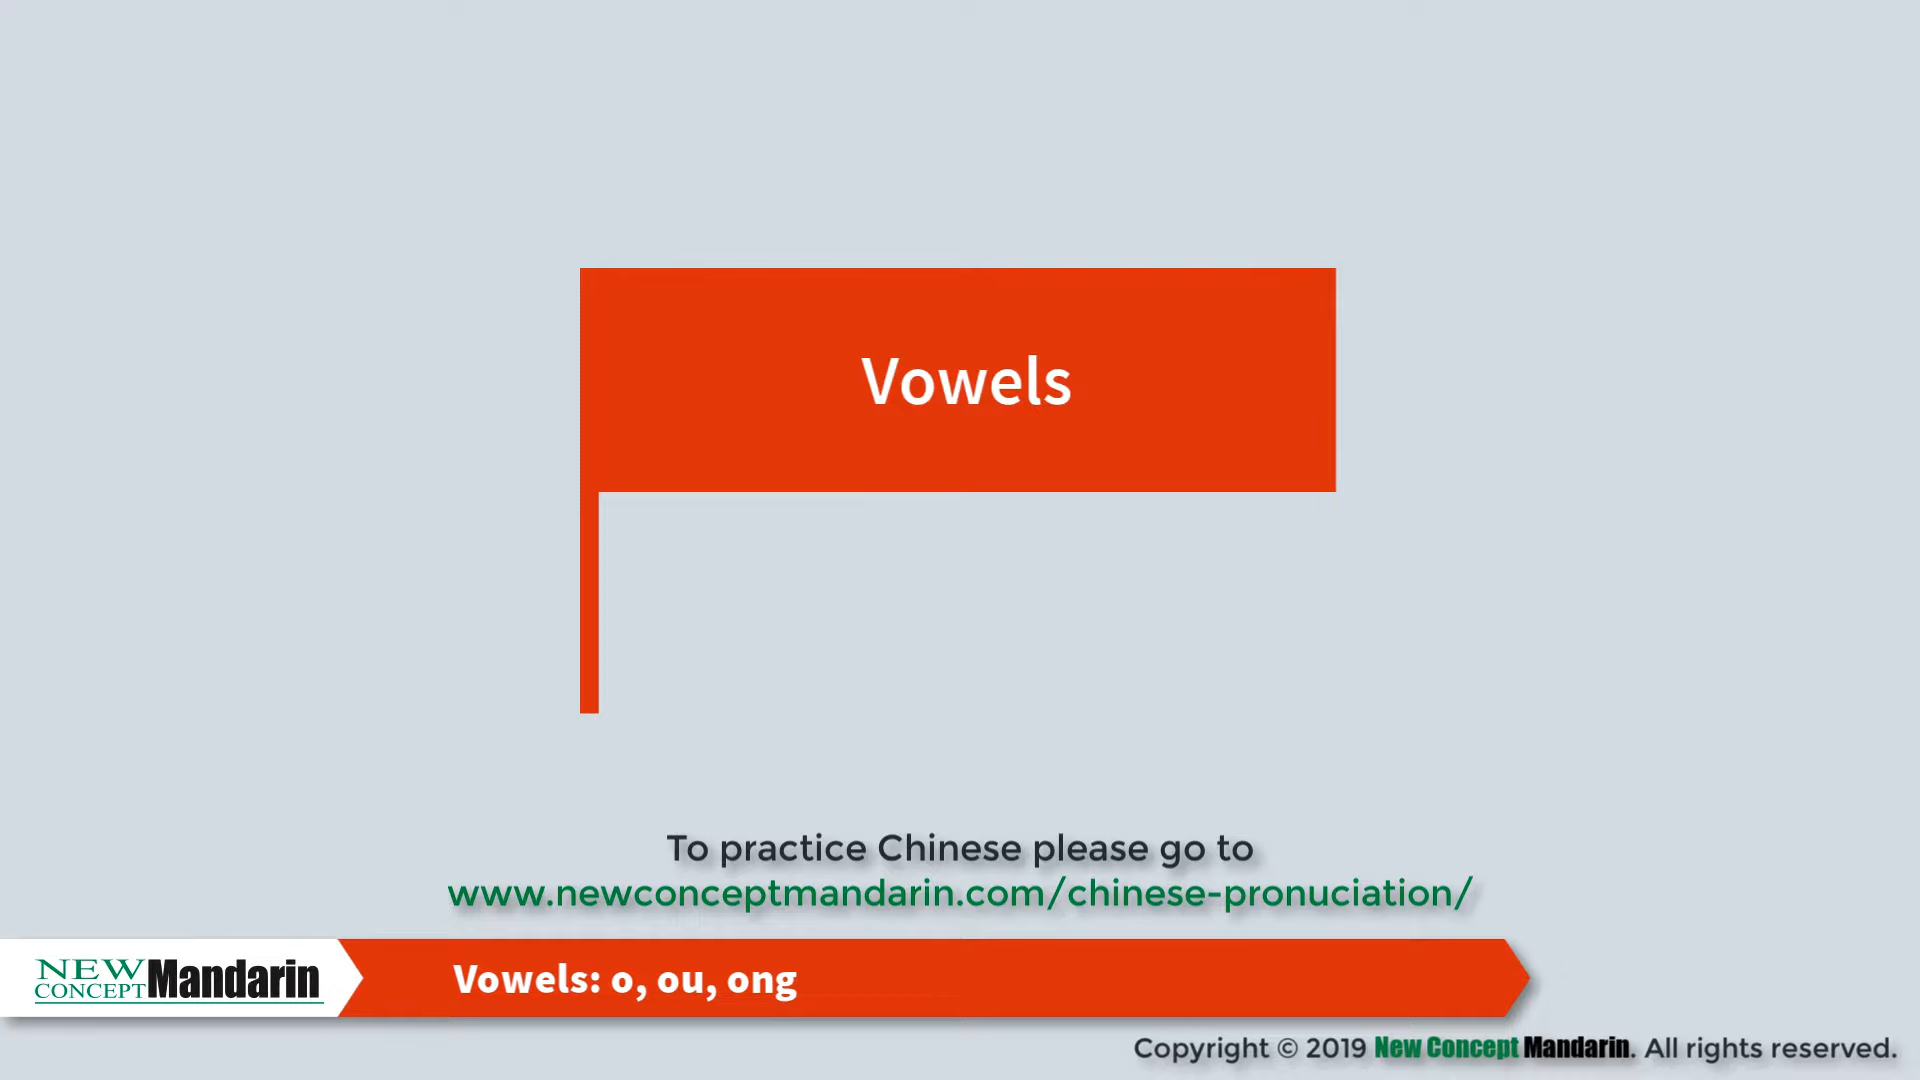 Vowels
To practice Chinese please go to
www.newconceptmandarin.com/chinese-pronuciation/
NEW CONCEPT Mandarin
Vowels: o, ou, ong
Copyright © 2019 New Concept Mandarin. All rights reserved.